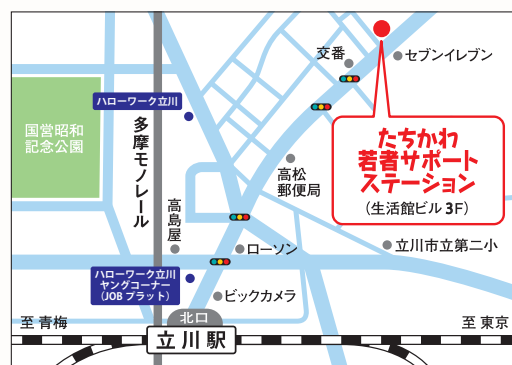 交番
セブンイレブン
ハローワーク立川
国営昭和
記念公園
多摩モノレール
たちかわ
若者サポート
ステーション
(生活館ビル 3F)
高松
郵便局
高島屋
ローソン
立川市立第二小
ハローワーク立川
ヤングコーナー
(JOBプラット)
ビックカメラ
北口
至 青梅
立川駅
至 東京